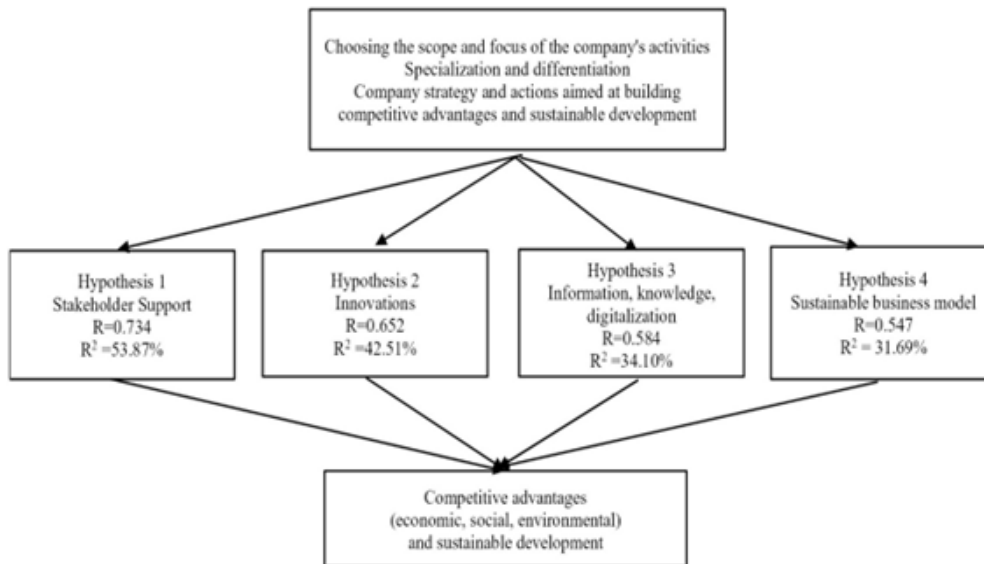 Choosing the scope and focus of the company's activities
Specialization and differentiation
Company strategy and actions aimed at building
competitive advantages and sustainable development
Hypothesis 1
Stakeholder Support
R=0.734
R² =53.87%
Hypothesis 2
Innovations
R=0.652
R² =42.51%
Hypothesis 3
Information, knowledge,
digitalization
R=0.584
R² =34.10%
Hypothesis 4
Sustainable business model
R=0.547
R² = 31.69%
Competitive advantages
(economic, social, environmental)
and sustainable development